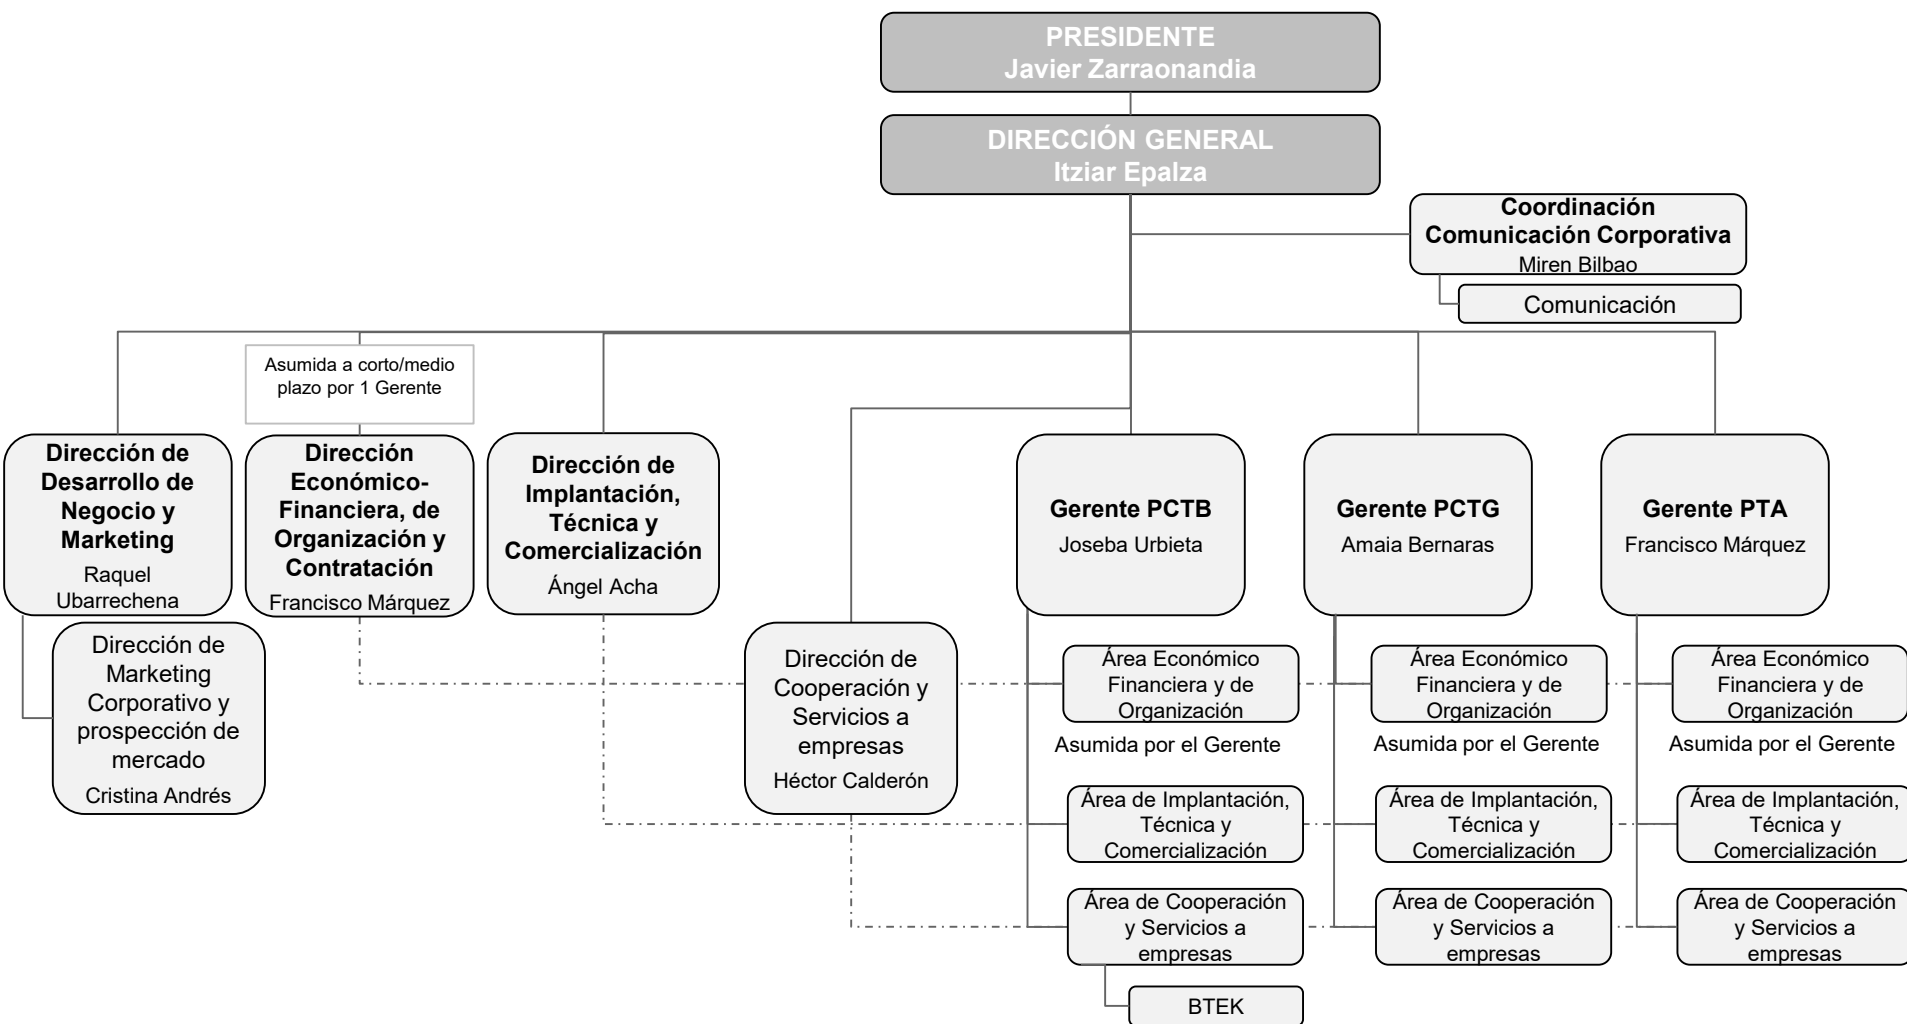 PRESIDENTE
Javier Zarraonandia
DIRECCIÓN GENERAL
Itziar Epalza
Coordinación
Comunicación Corporativa
Miren Bilbao
Comunicación
Asumida a corto/medio
plazo por 1 Gerente
Dirección de
Desarrollo de
Negocio y
Marketing
Raquel
Ubarrechena
Dirección
Económico-
Financiera, de
Organización y
Contratación
Francisco Márquez
Dirección de
Implantación,
Técnica y
Comercialización
Ángel Acha
Gerente PCTB
Joseba Urbieta
Gerente PCTG
Amaia Bernaras
Gerente PTA
Francisco Márquez
Dirección de
Marketing
Corporativo y
prospección de
mercado
Cristina Andrés
Dirección de
Cooperación y
Servicios a
empresas
Héctor Calderón
Área Económico
Financiera y de
Organización
Asumida por el Gerente
Área Económico
Financiera y de
Organización
Asumida por el Gerente
Área Económico
Financiera y de
Organización
Asumida por el Gerente
Área de Implantación,
Técnica y
Comercialización
Área de Implantación,
Técnica y
Comercialización
Área de Implantación,
Técnica y
Comercialización
Área de Cooperación
y Servicios a
empresas
Área de Cooperación
y Servicios a
empresas
Área de Cooperación
y Servicios a
empresas
BTEK